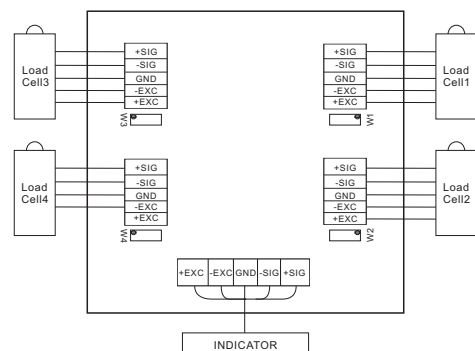 Load
Cell3
+SIG
-SIG
GND
-EXC
+EXC
W3
+SIG
-SIG
GND
-EXC
+EXC
W1
Load
Cell1
Load
Cell4
+SIG
-SIG
GND
-EXC
+EXC
W4
+SIG
-SIG
GND
-EXC
+EXC
W2
Load
Cell2
+EXC -EXC GND -SIG +SIG
INDICATOR